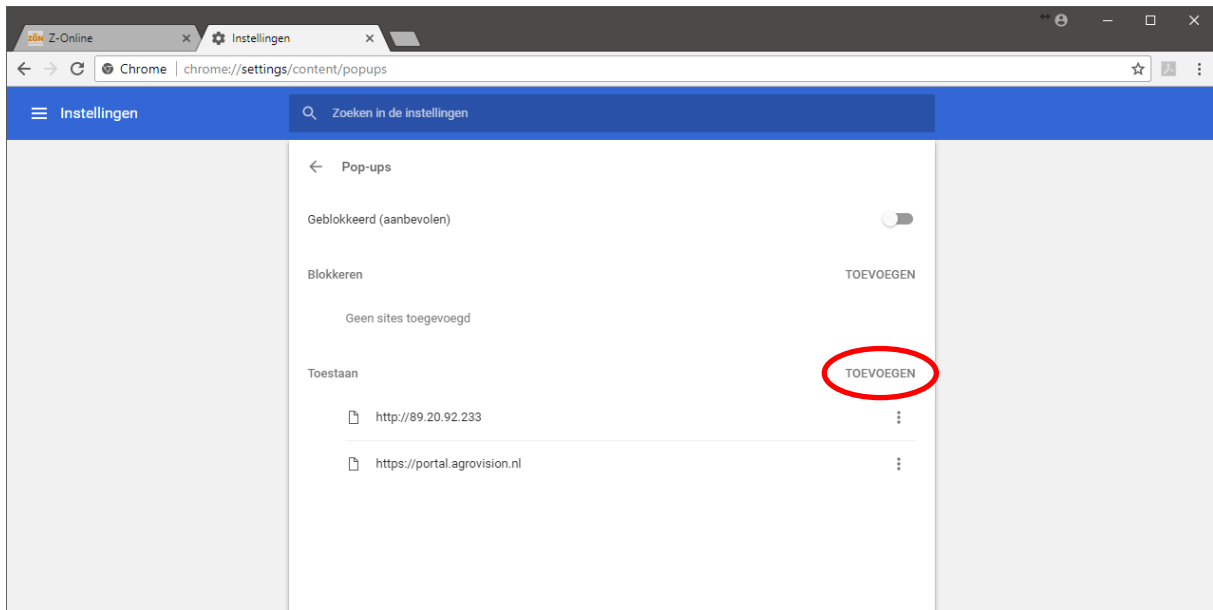 zõn Z-Online
Instellingen
Chrome | chrome://settings/content/popups
Instellingen
Zoeken in de instellingen
Pop-ups
Geblokkeerd (aanbevolen)
Blokkeren TOEVOEGEN
Geen sites toegevoegd
Toestaan TOEVOEGEN
http://89.20.92.233
https://portal.agrovision.nl